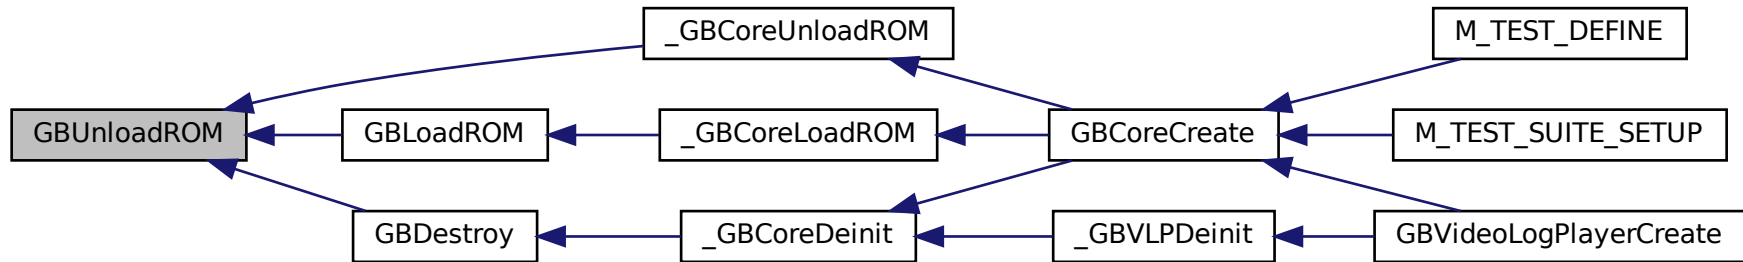 _GBCoreUnloadROM
M_TEST_DEFINE
GBUnloadROM
GBLoadROM
_GBCoreLoadROM
GBCoreCreate
M_TEST_SUITE_SETUP
GBDestroy
_GBCoreDeinit
_GBVLPDeinit
GBVideoLogPlayerCreate